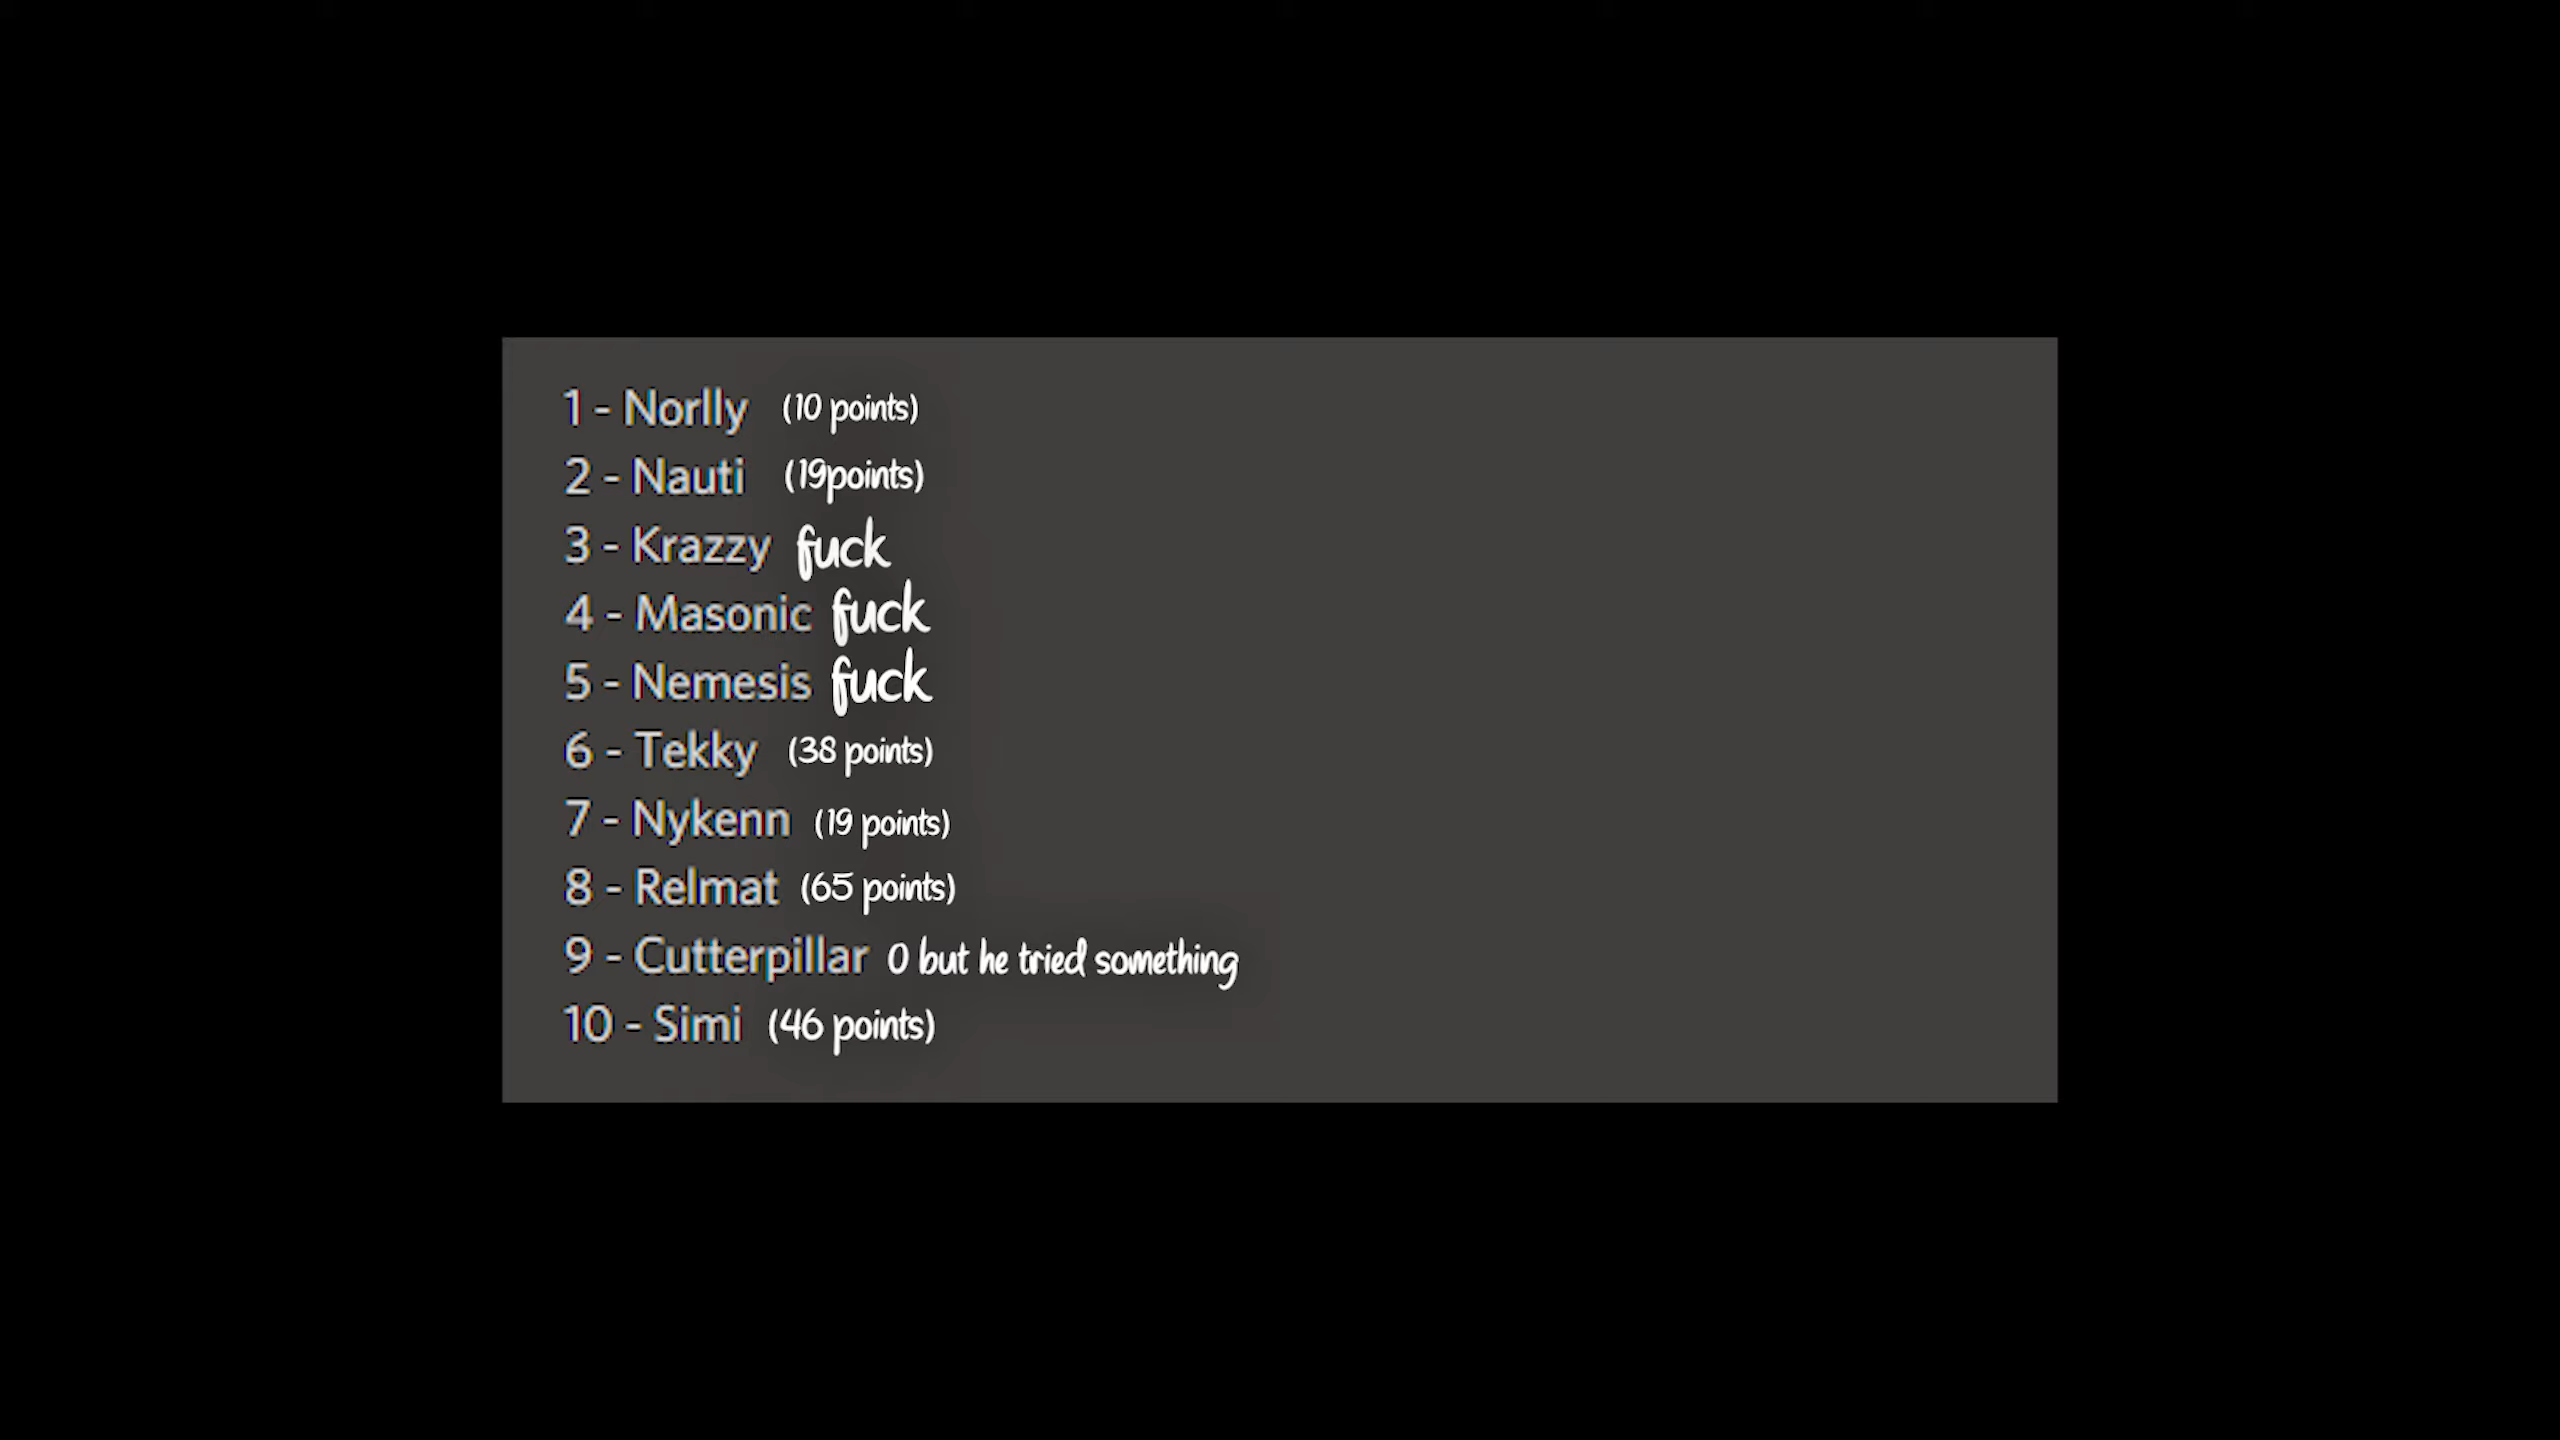 1 - Norlly (10 points)
2 - Nauti (19points)
3 - Krazzy fuck
4 - Masonic fuck
5 - Nemesis fuck
6 - Tekky (38 points)
7 - Nykenn (19 points)
8 - Relmat (65 points)
9 - Cutterpillar 0 but he tried something
10 - Simi (46 points)